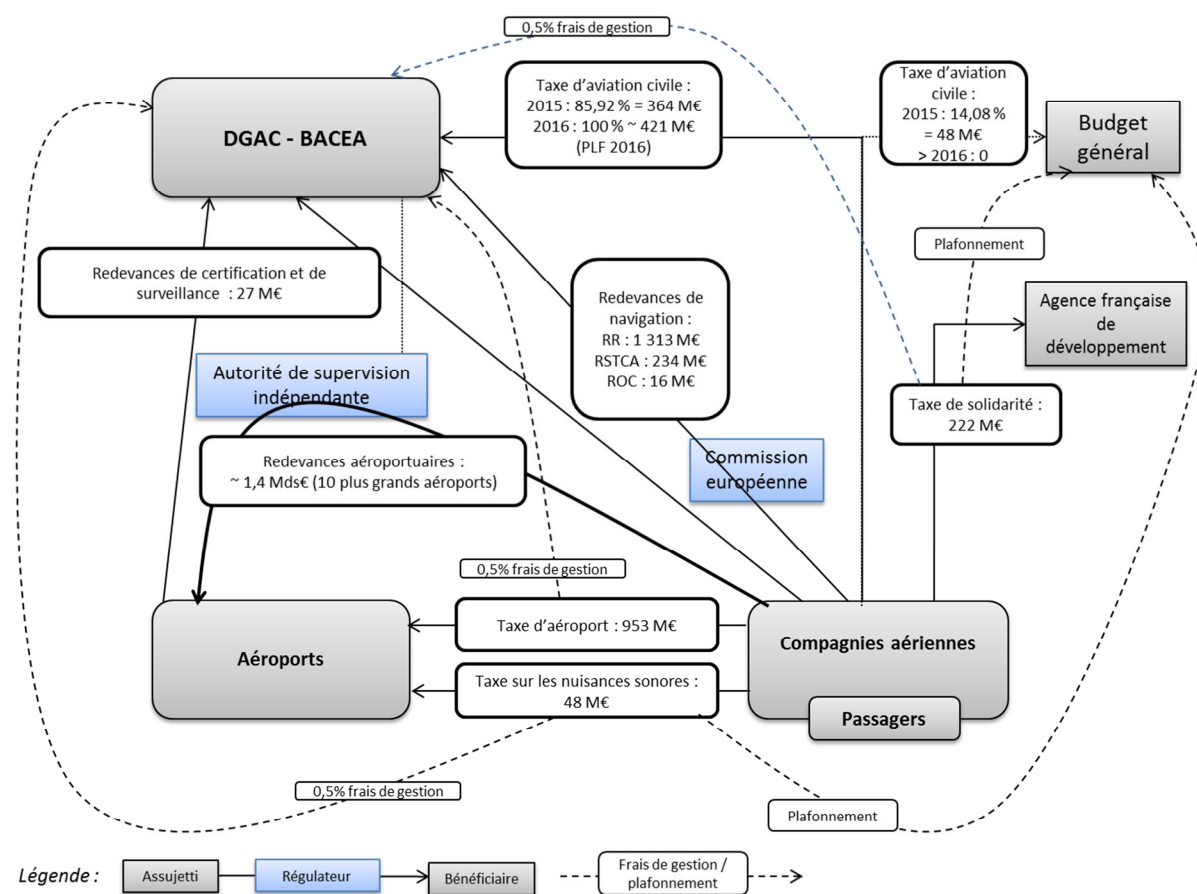 0,5% frais de gestion
Taxe d'aviation civile :
2015 : 85,92 % = 364 M€
2016 : 100 % ~ 421 M€
(PLF 2016)
Taxe d'aviation
civile :
2015 : 14,08 %
= 48 M€
> 2016 : 0
DGAC - BACEA
Budget
général
Plafonnement
Redevances de certification et de
surveillance : 27 M€
Redevances de
navigation :
RR : 1 313 M€
RSTCA : 234 M€
ROC : 16 M€
Agence française
de
développement
Autorité de supervision
indépendante
Taxe de solidarité :
222 M€
Redevances aéroportuaires :
~ 1,4 Mds€ (10 plus grands aéroports)
Commission
européenne
0,5% frais de gestion
Aéroports
Taxe d'aéroport : 953 M€
Compagnies aériennes
Taxe sur les nuisances sonores :
48 M€
Passagers
0,5% frais de gestion
Plafonnement
Légende :
Assujetti
Régulateur
Bénéficiaire
Frais de gestion /
plafonnement